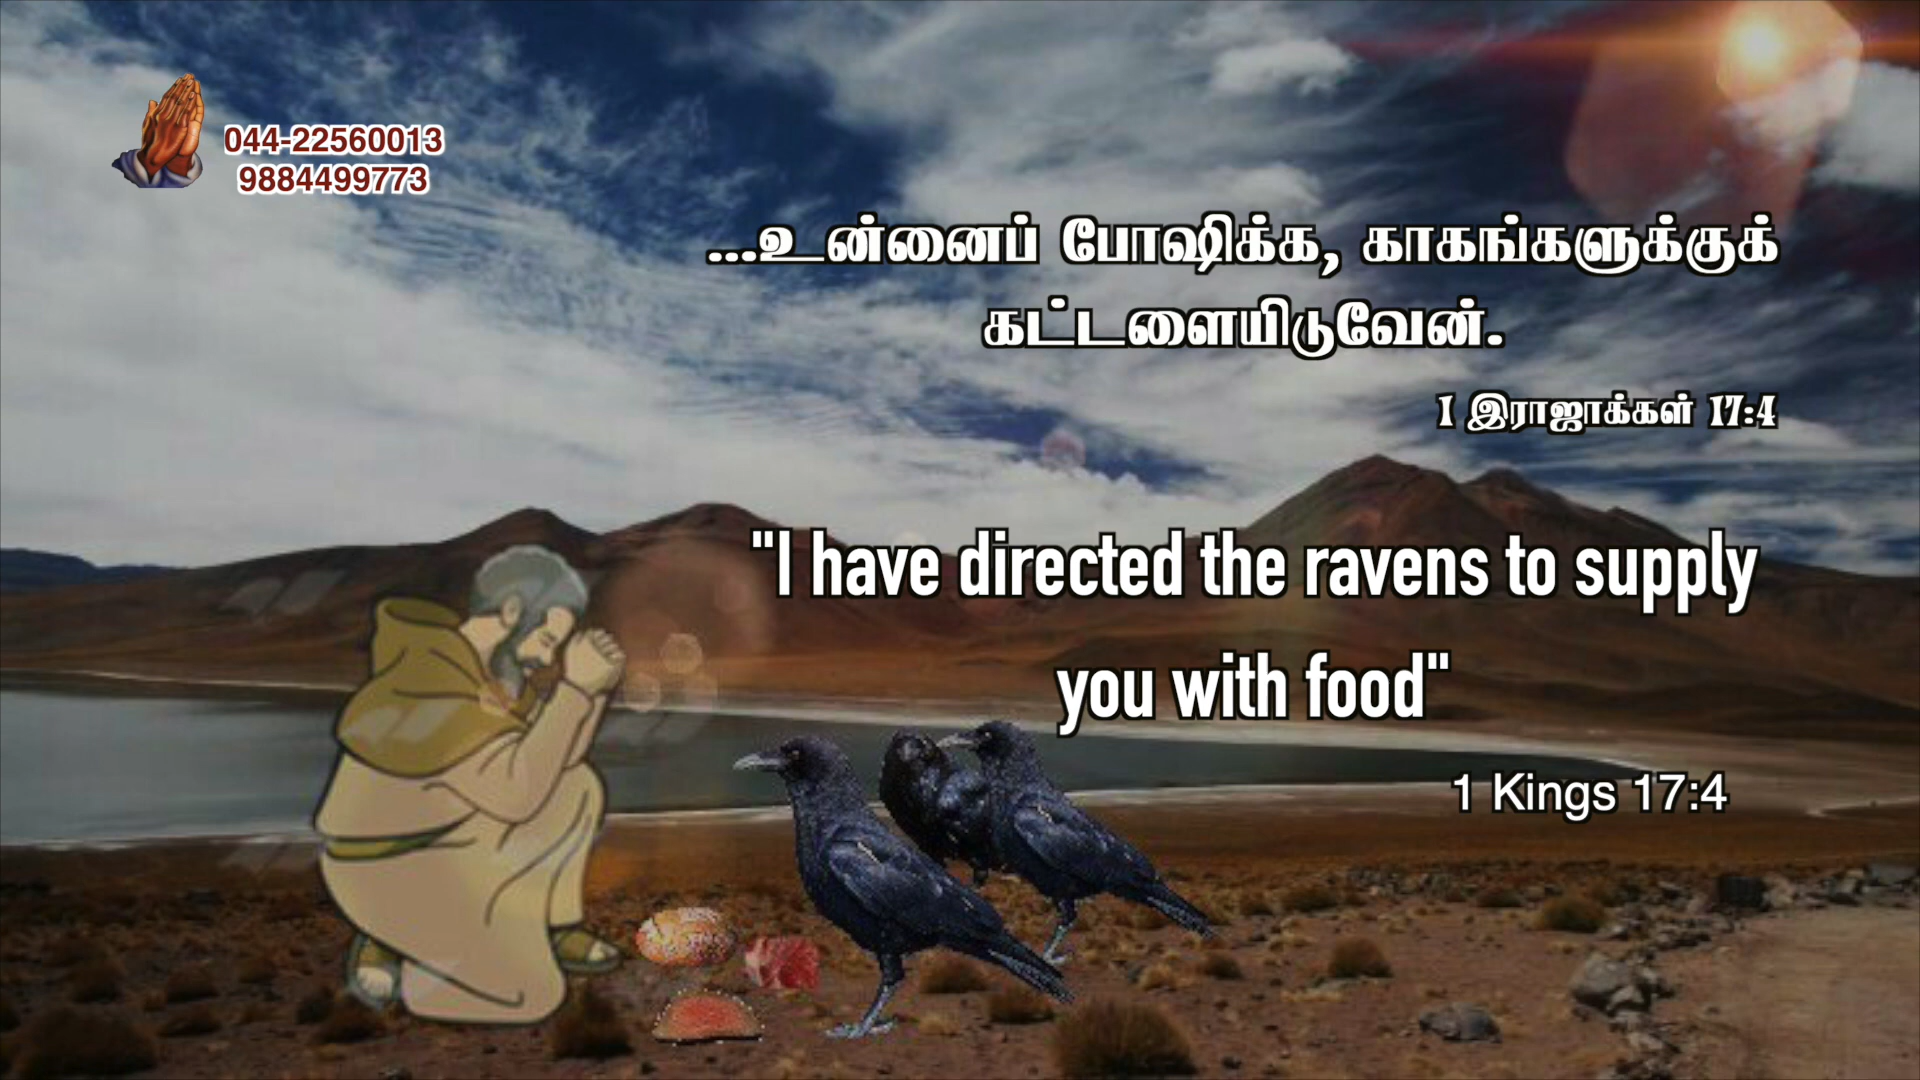 044-22560013
9884499773
...உன்னைப் போஷிக்க, காகங்களுக்குக்
கட்டளையிடுவேன்.
1 இராஜாக்கள் 17:4
"I have directed the ravens to supply
you with food"
1 Kings 17:4